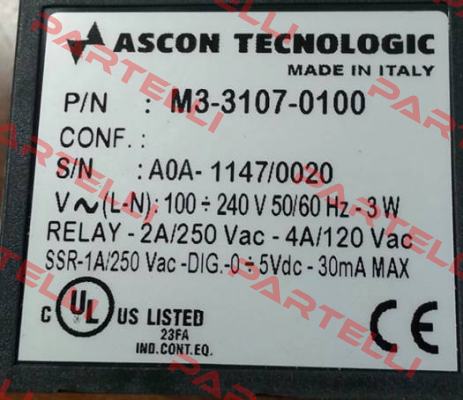 ASCON TECNOLOGIC
MADE IN ITALY
P/N : M3-3107-0100
CONF. :
S/N : A0A- 1147/0020
V~(L-N): 100 ÷ 240 V 50/60 Hz - 3 W
RELAY - 2A/250 Vac - 4A/120 Vac
SSR-1A/250 Vac -DIG.-0÷5Vdc - 30mA MAX
C UL US LISTED CE
23FA
IND.CONT.EQ.
PARTELLI
PARTELLI
PARTELLI
PARTELLI
PARTELLI